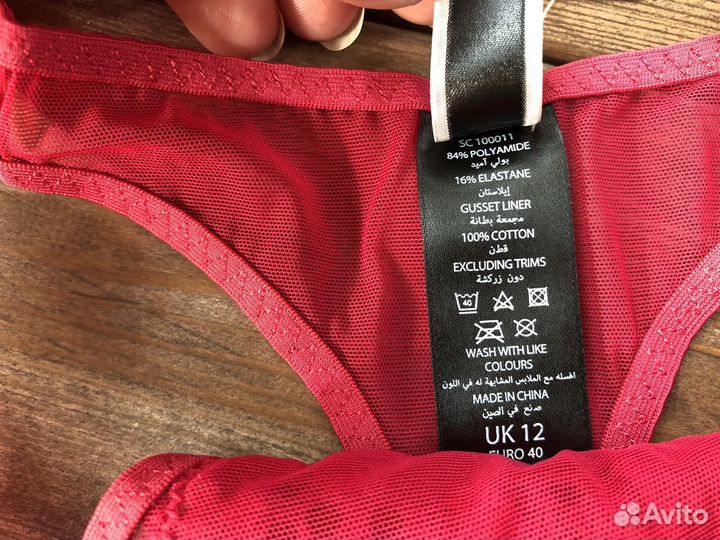 SC 100011
84% POLYAMIDE
بولي أميد
16% ELASTANE
إيلاستان
GUSSET LINER
مجمعة بطانة
100% COTTON
قطن
EXCLUDING TRIMS
دون زركشة
40
WASH WITH LIKE
COLOURS
افسله مع الملابس المشابهة له في اللون
MADE IN CHINA
صنع في الصين
UK 12
EURO 40
Avito